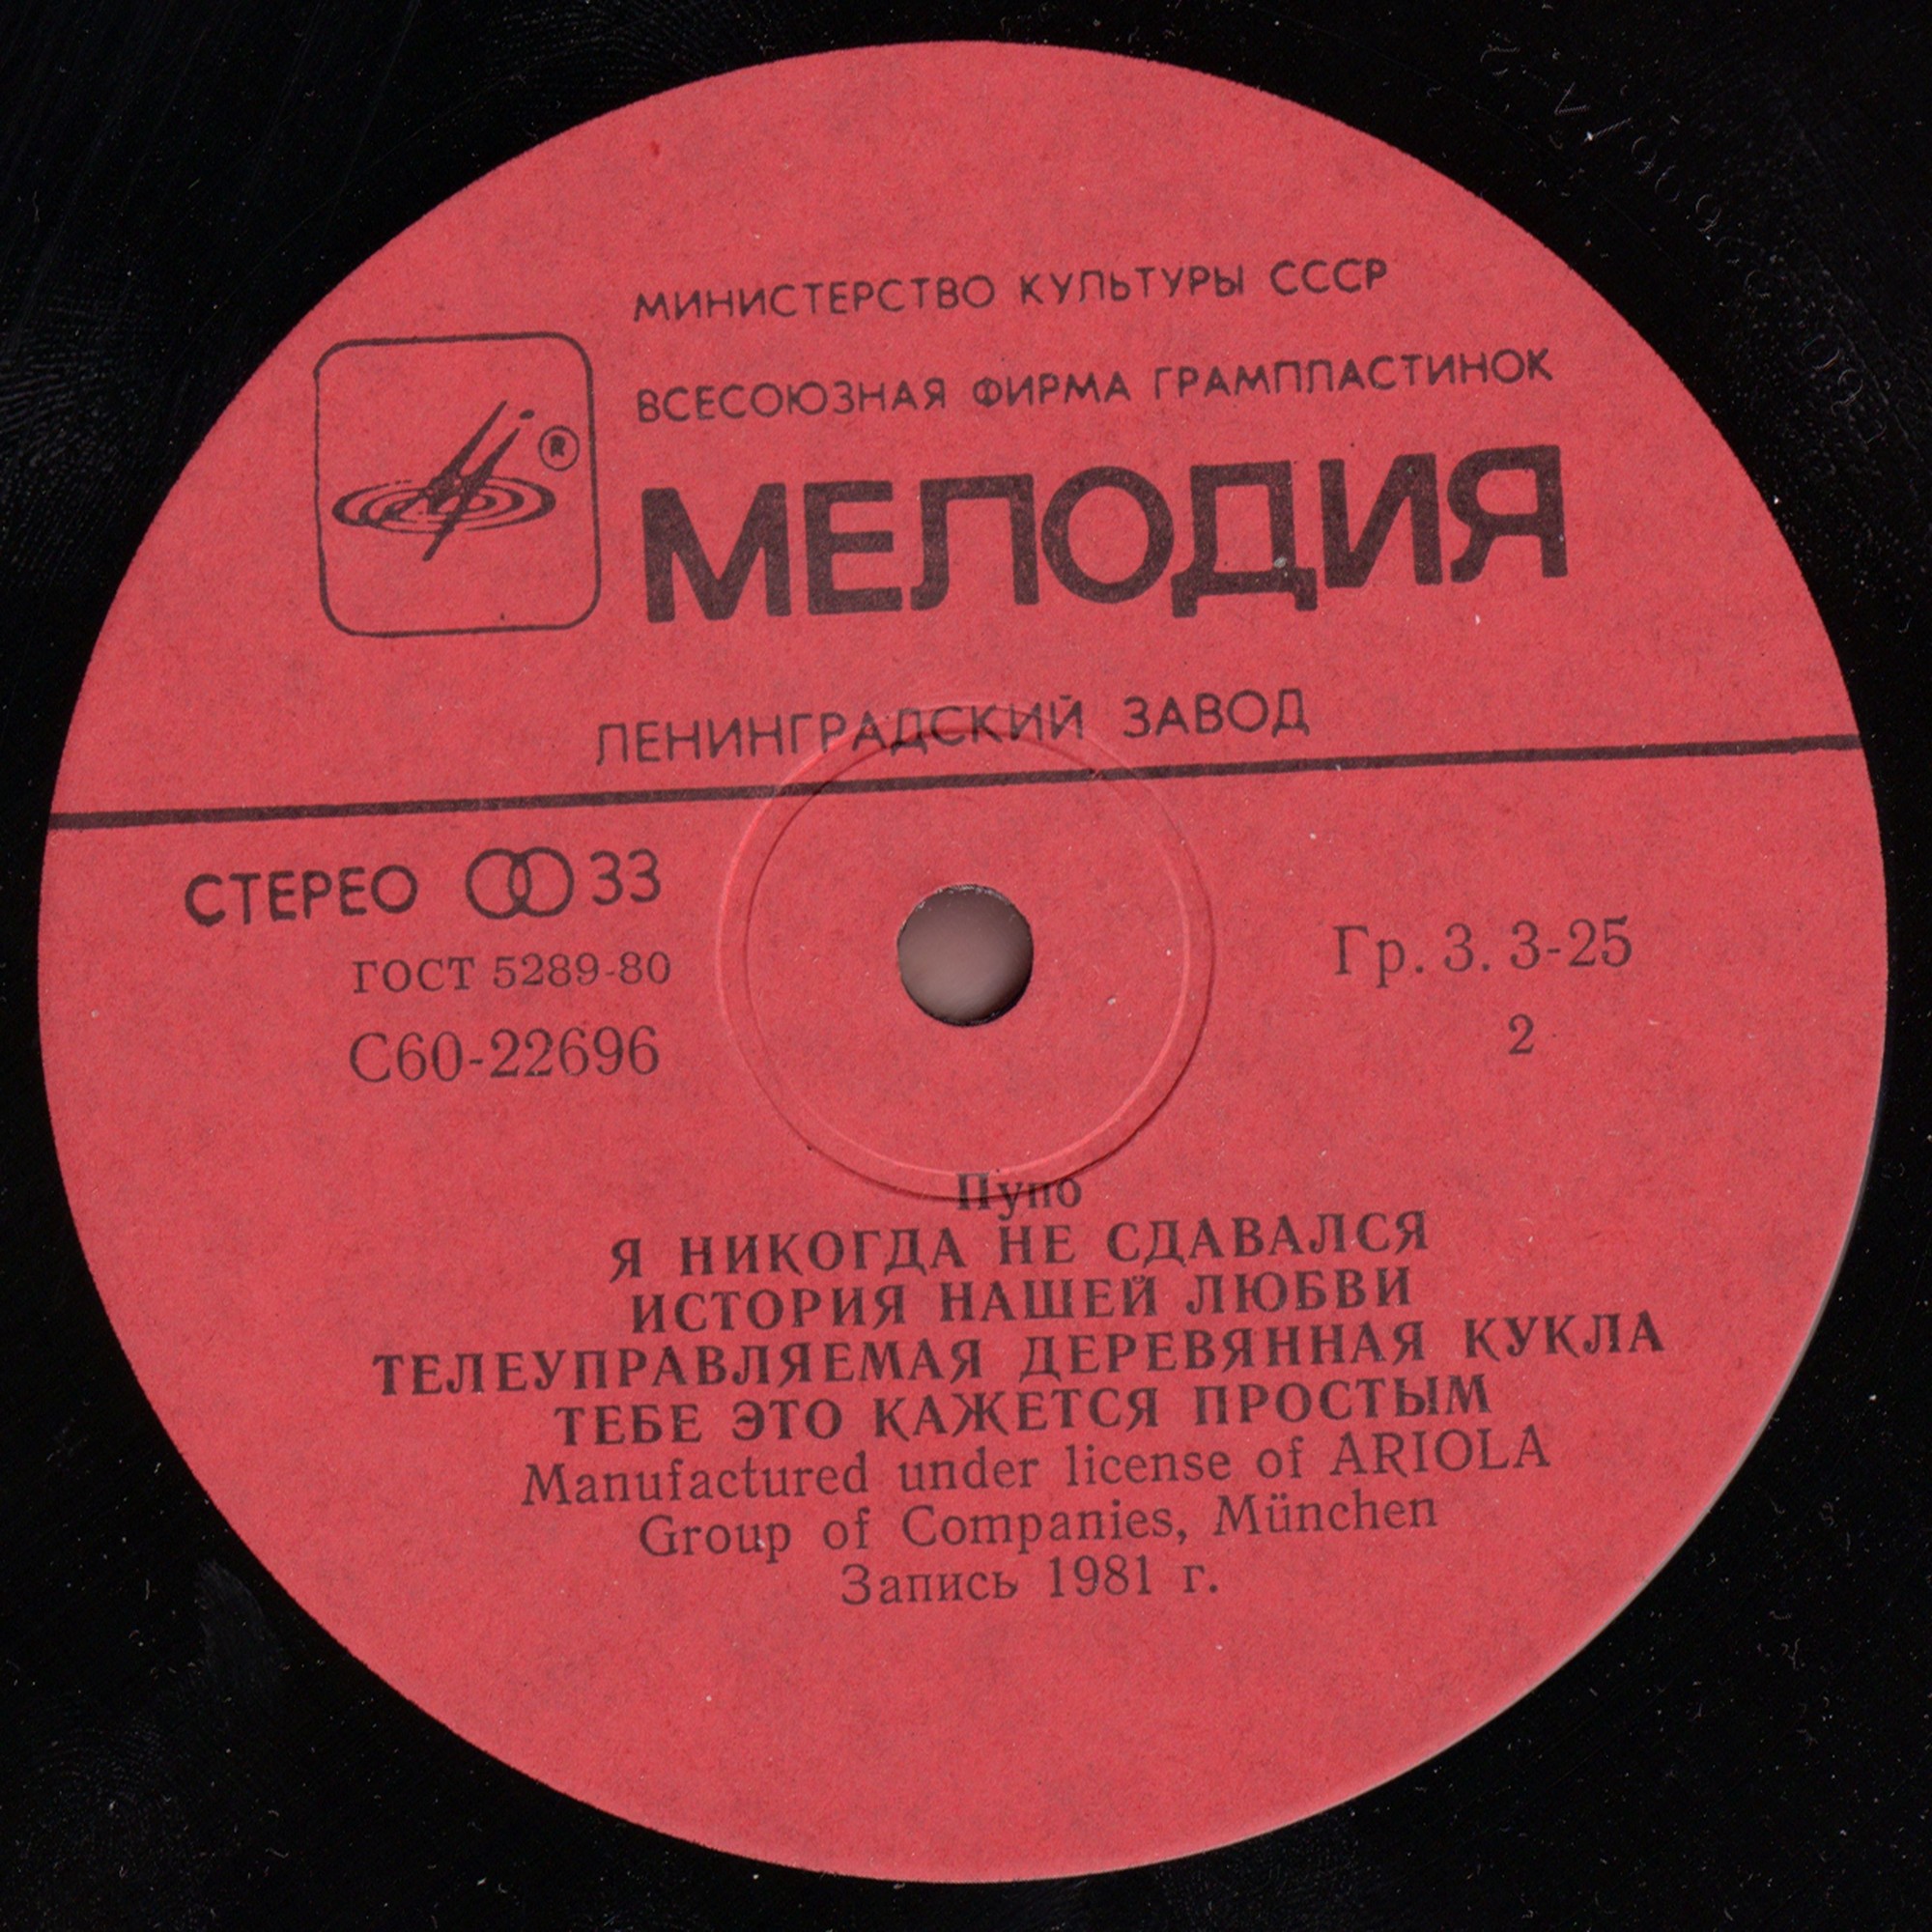 МИНИСТЕРСТВО КУЛЬТУРЫ СССР
ВСЕСОЮЗНАЯ ФИРМА ГРАМПЛАСТИНОК
®
МЕЛОДИЯ
ЛЕНИНГРАДСКИЙ ЗАВОД
СТЕРЕО 33
ГОСТ 5289-80
С60-22696
Гр. 3. 3-25
2
Пупо
Я НИКОГДА НЕ СДАВАЛСЯ
ИСТОРИЯ НАШЕЙ ЛЮБВИ
ТЕЛЕУПРАВЛЯЕМАЯ ДЕРЕВЯННАЯ КУКЛА
ТЕБЕ ЭТО КАЖЕТСЯ ПРОСТЫМ
Manufactured under license of ARIOLA
Group of Companies, München
Запись 1981 г.